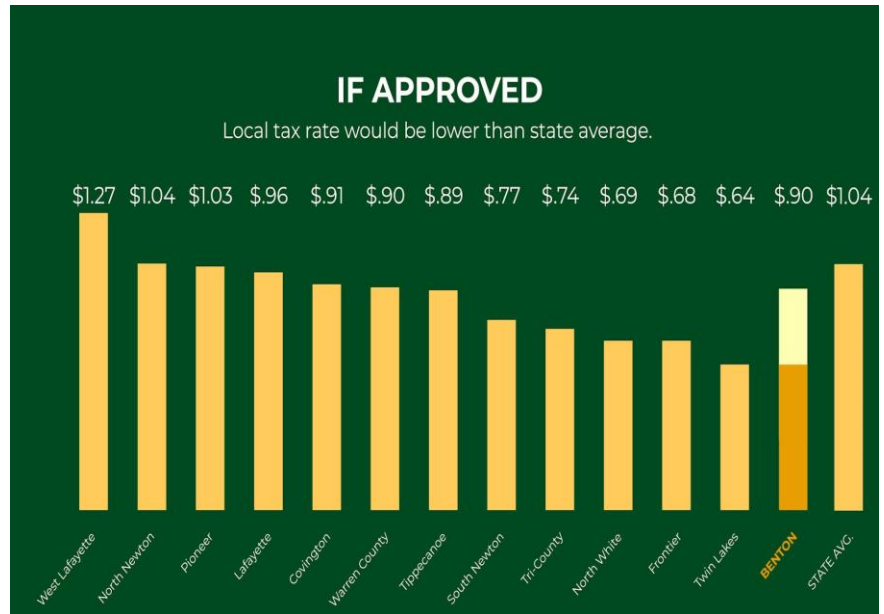 IF APPROVED
Local tax rate would be lower than state average.
$1.27 $1.04 $1.03 $.96 $.91 $.90 $.89 $.77 $.74 $.69 $.68 $.64 $.90 $1.04
West Lafayette North Newton Pioneer Lafayette Covington Warren County Tippecanoe South Newton Tri-County North White Frontier Twin Lakes BENTON STATE AVG.